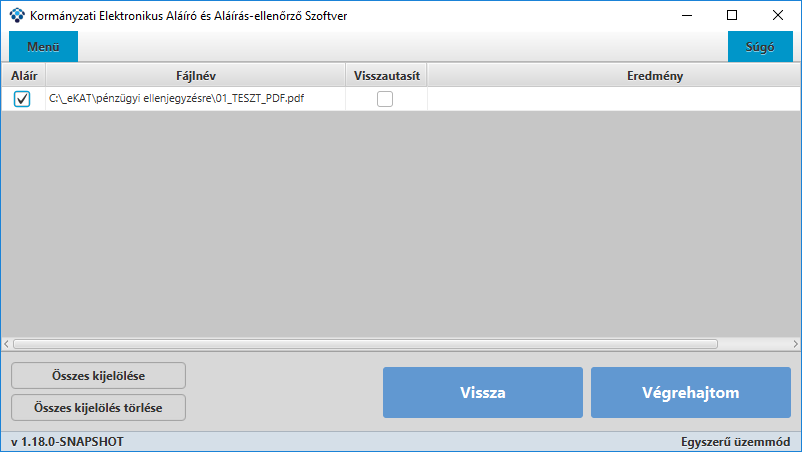 Kormányzati Elektronikus Aláíró és Aláírás-ellenőrző Szoftver
Menü Súgó
Aláír Fájlnév Visszautasít Eredmény
C:\_eKAT\pénzügyi ellenjegyzésre\01_TESZT_PDF.pdf
Összes kijelölése
Összes kijelölés törlése
Vissza Végrehajtom
v 1.18.0-SNAPSHOT Egyszerű üzemmód